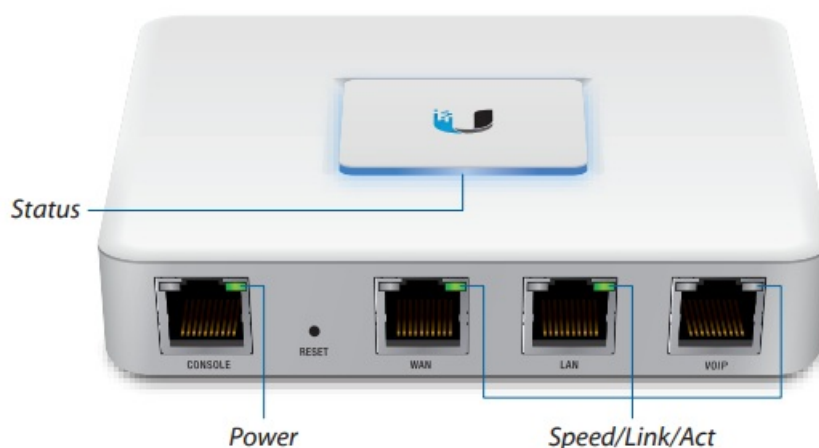 Status
CONSOLE
RESET
WAN
LAN
VOIP
Power
Speed/Link/Act